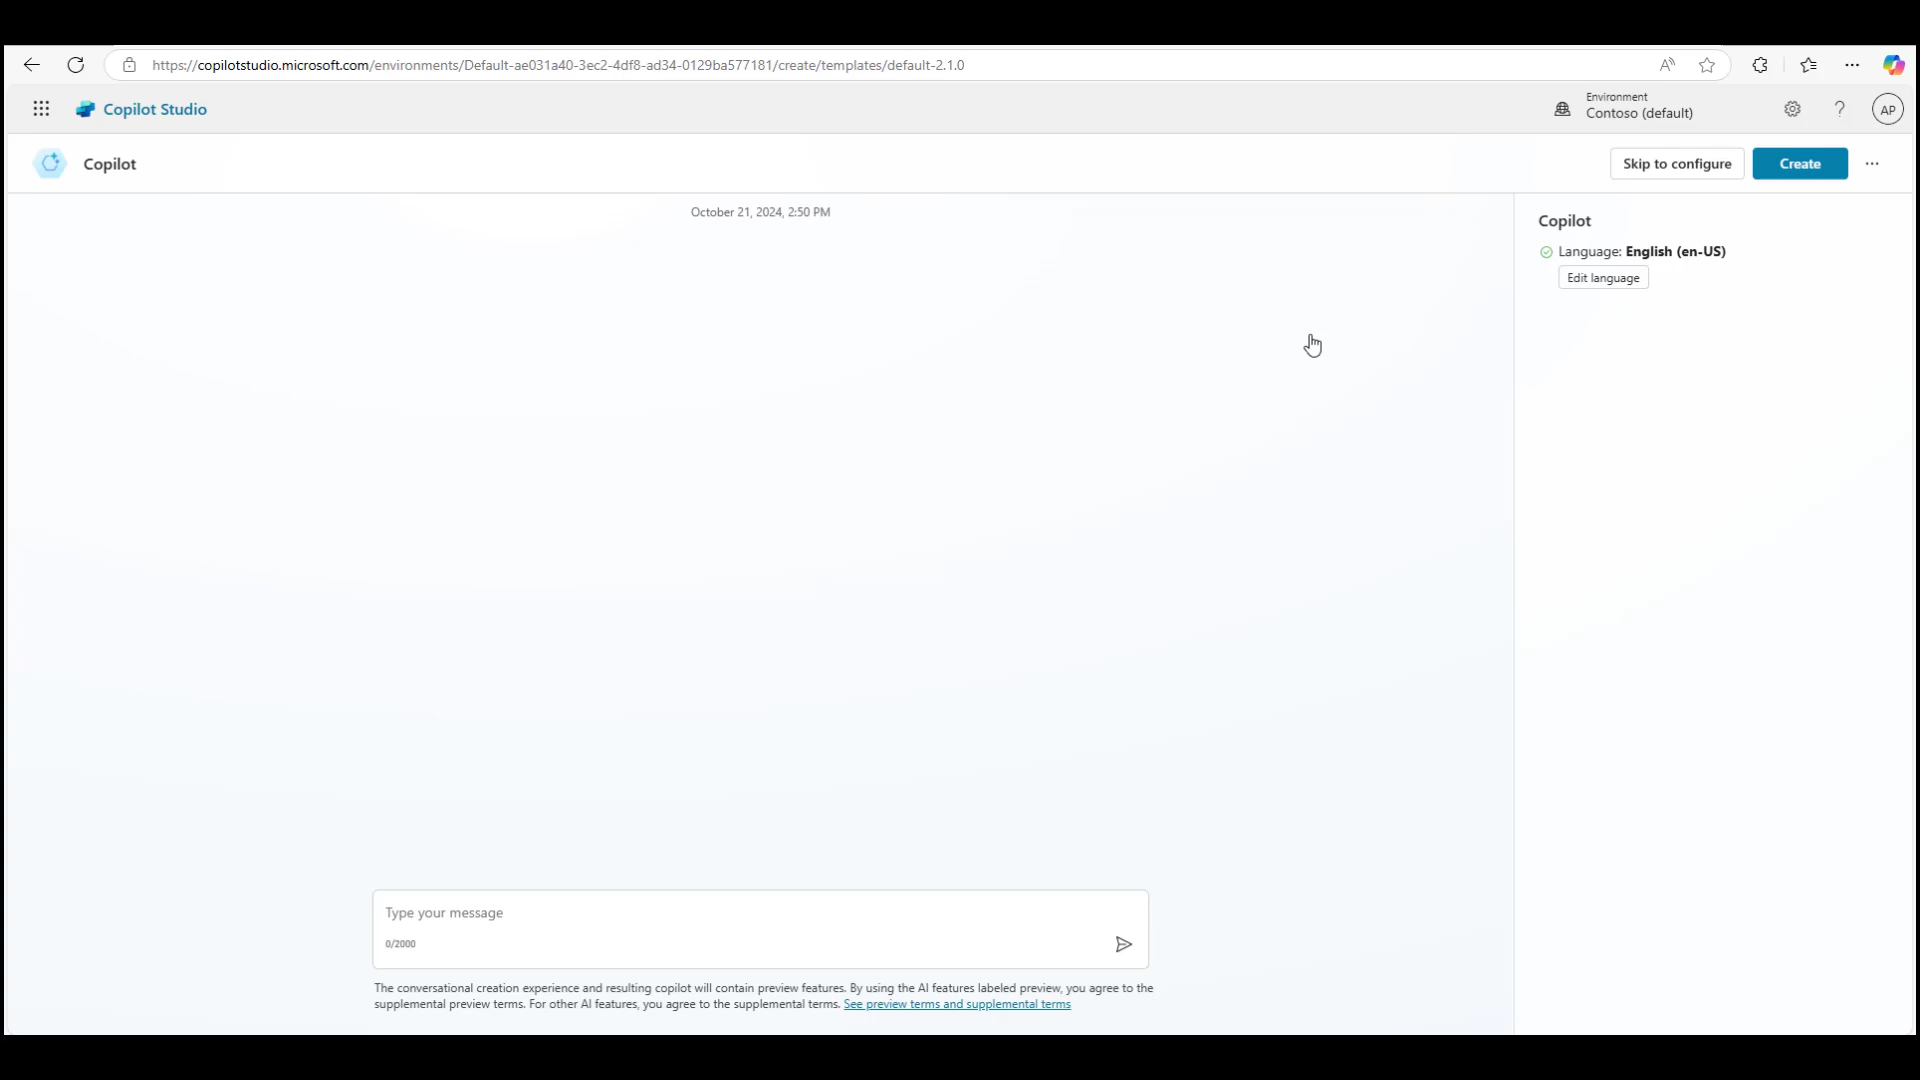 https://copilotstudio.microsoft.com/environments/Default-ae031a40-3ec2-4df8-ad34-0129ba577181/create/templates/default-2.1.0
Copilot Studio
Environment
Contoso (default)
?
AP
Copilot
Skip to configure
Create
October 21, 2024, 2:50 PM
Copilot
Language: English (en-US)
Edit language
Type your message
0/2000
The conversational creation experience and resulting copilot will contain preview features. By using the AI features labeled preview, you agree to the
supplemental preview terms. For other AI features, you agree to the supplemental terms. See preview terms and supplemental terms